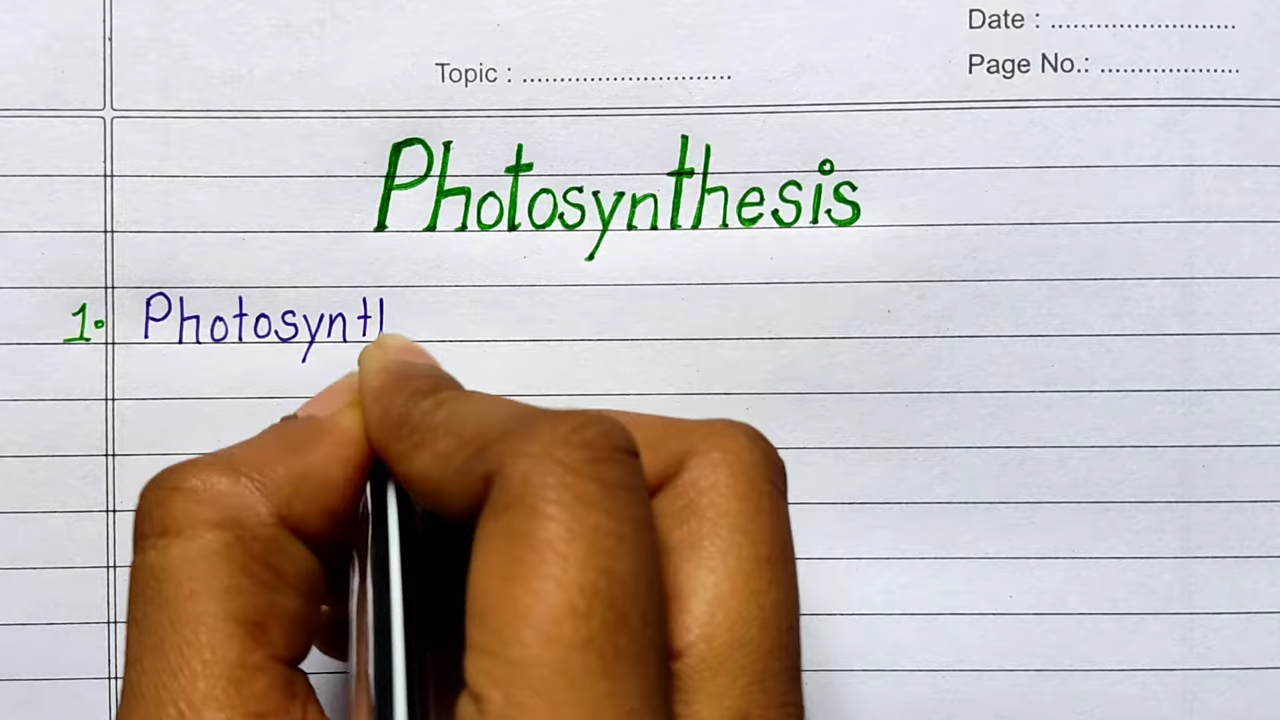 Date : ..........................
Topic : .............................
Page No.: ....................
Photosynthesis
1. Photosynt